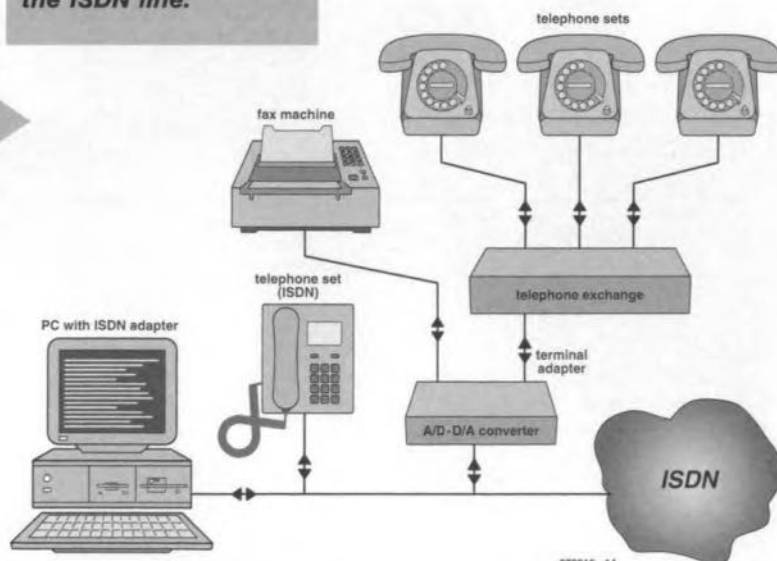 the ISDN line.
telephone sets
fax machine
telephone set
(ISDN)
telephone exchange
PC with ISDN adapter
terminal
adapter
A/D-D/A converter
ISDN